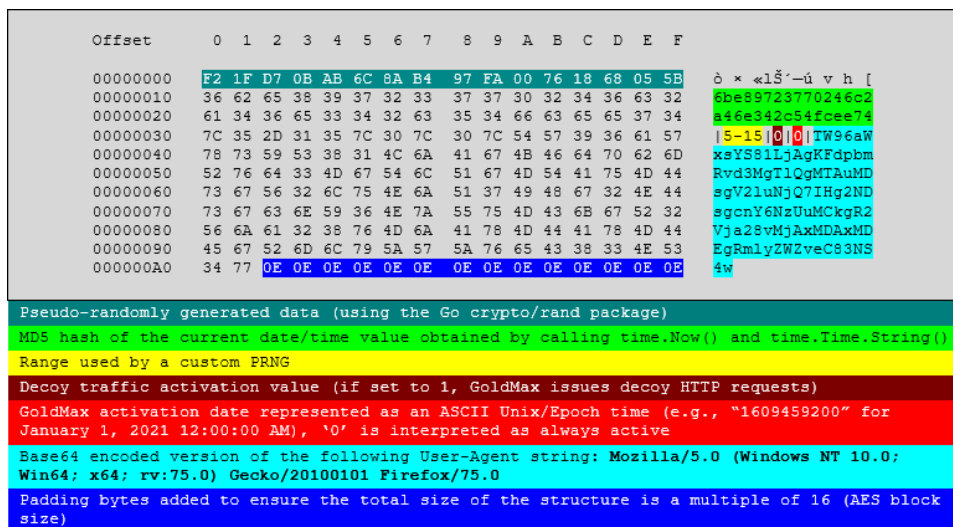 Offset 0 1 2 3 4 5 6 7 8 9 A B C D E F
00000000 F2 1F D7 0B AB 6C 8A B4 97 FA 00 76 18 68 05 5B ò × «lŠ´—ú v h [
00000010 36 62 65 38 39 37 32 33 37 37 30 32 34 36 63 32 6be89723770246c2
00000020 61 34 36 65 33 34 32 63 35 34 66 63 65 65 37 34 a46e342c54fcee74
00000030 7C 35 2D 31 35 7C 30 7C 30 7C 54 57 39 36 61 57 |5-15|0|0|TW96aW
00000040 78 73 59 53 38 31 4C 6A 41 67 4B 46 64 70 62 6D xsYS81LjAgKFdpbm
00000050 52 76 64 33 4D 67 54 6C 51 67 4D 54 41 75 4D 44 Rvd3MgTlQgMTAuMD
00000060 73 67 56 32 6C 75 4E 6A 51 37 49 48 67 32 4E 44 sgV2luNjQ7IHg2ND
00000070 73 67 63 6E 59 36 4E 7A 55 75 4D 43 6B 67 52 32 sgcnY6NzUuMCkgR2
00000080 56 6A 61 32 38 76 4D 6A 41 78 4D 44 41 78 4D 44 Vja28vMjAxMDAxMD
00000090 45 67 52 6D 6C 79 5A 57 5A 76 65 43 38 33 4E 53 EgRmlyZWZveC83NS
000000A0 34 77 0E 0E 0E 0E 0E 0E 0E 0E 0E 0E 0E 0E 0E 0E 4w
Pseudo-randomly generated data (using the Go crypto/rand package)
MD5 hash of the current date/time value obtained by calling time.Now() and time.Time.String()
Range used by a custom PRNG
Decoy traffic activation value (if set to 1, GoldMax issues decoy HTTP requests)
GoldMax activation date represented as an ASCII Unix/Epoch time (e.g., “1609459200” for
January 1, 2021 12:00:00 AM), ‘0’ is interpreted as always active
Base64 encoded version of the following User-Agent string: Mozilla/5.0 (Windows NT 10.0;
Win64; x64; rv:75.0) Gecko/20100101 Firefox/75.0
Padding bytes added to ensure the total size of the structure is a multiple of 16 (AES block
size)